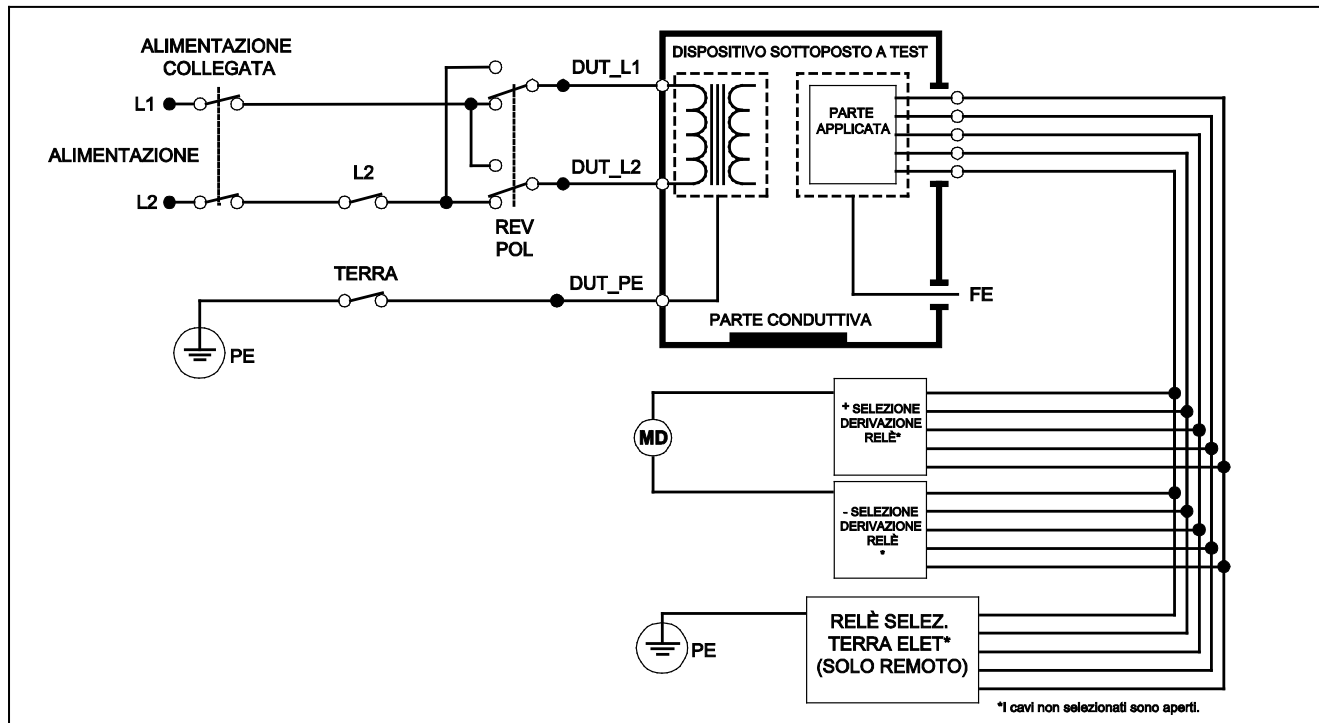 ALIMENTAZIONE
COLLEGATA
L1
ALIMENTAZIONE
L2
L2
REV
POL
DUT_L1
DUT_L2
TERRA
DUT_PE
PE
DISPOSITIVO SOTTOPOSTO A TEST
PARTE
APPLICATA
FE
PARTE CONDUTTIVA
MD
+ SELEZIONE
DERIVAZIONE
RELÈ*
- SELEZIONE
DERIVAZIONE
RELÈ
*
PE
RELÈ SELEZ.
TERRA ELET*
(SOLO REMOTO)
*I cavi non selezionati sono aperti.